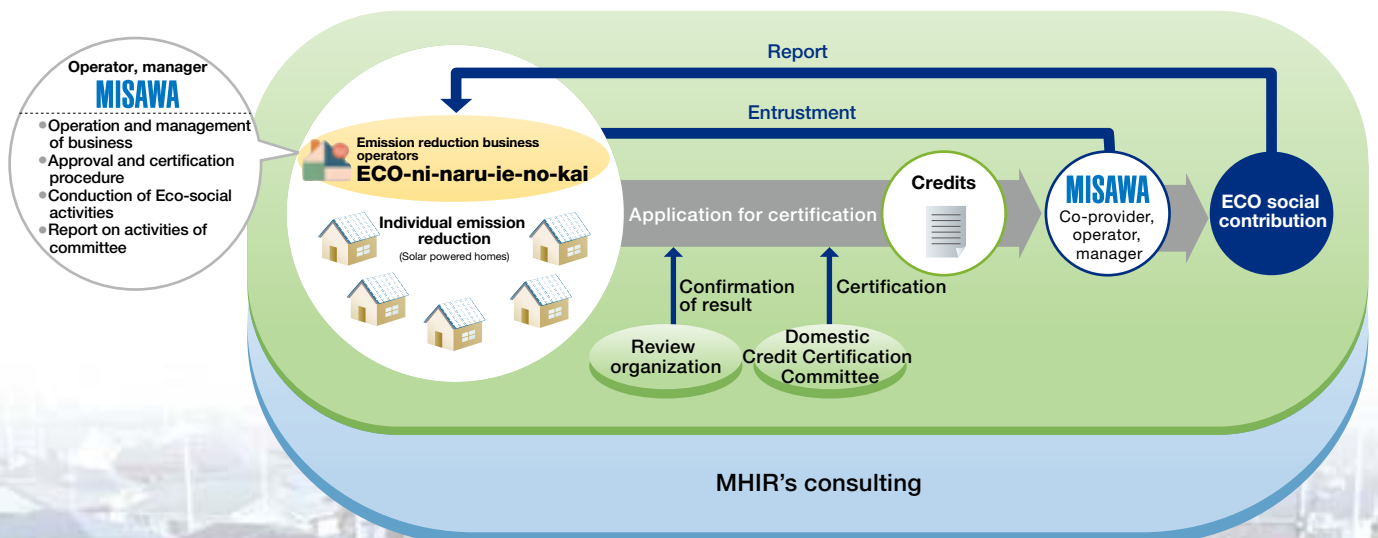 Operator, manager
MISAWA
●Operation and management
of business
●Approval and certification
procedure
●Conduction of Eco-social
activities
●Report on activities of
committee
Emission reduction business
operators
ECO-ni-naru-ie-no-kai
Individual emission
reduction
(Solar powered homes)
Report
Entrustment
Application for certification
Credits
MISAWA
Co-provider,
operator,
manager
ECO social
contribution
Confirmation
of result
Certification
Review
organization
Domestic
Credit Certification
Committee
MHIR's consulting